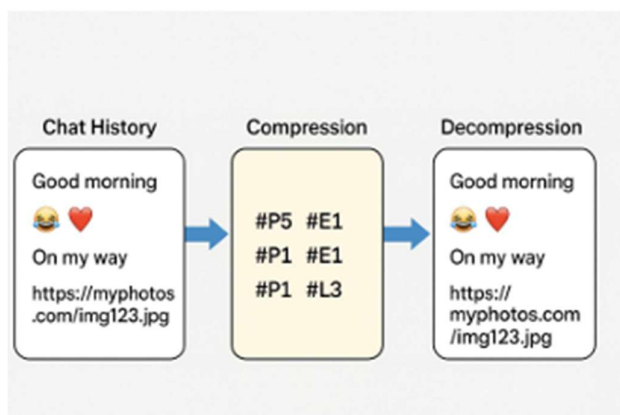 Chat History
Good morning
😂 ❤️
On my way
https://myphotos
.com/img123.jpg
Compression
#P5 #E1
#P1 #E1
#P1 #L3
Decompression
Good morning
😂 ❤️
On my way
https://
myphotos.com
/img123.jpg